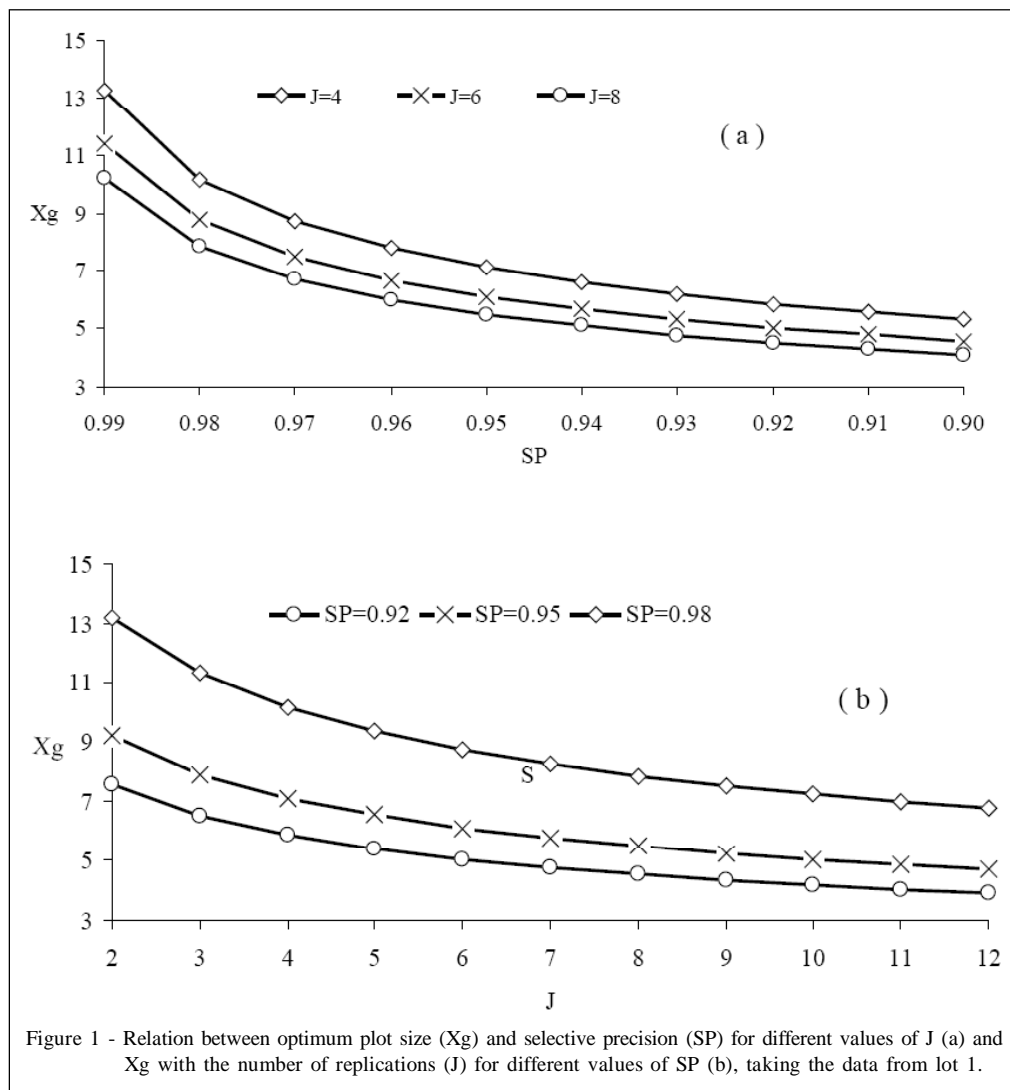 15
13
11
9
7
5
3
Xg
J=4 J=6 J=8
( a )
0.99 0.98 0.97 0.96 0.95 0.94 0.93 0.92 0.91 0.90
SP
15
13
11
9
7
5
3
Xg
SP=0.92 SP=0.95 SP=0.98
( b )
S
2 3 4 5 6 7 8 9 10 11 12
J
Figure 1 - Relation between optimum plot size (Xg) and selective precision (SP) for different values of J (a) and
Xg with the number of replications (J) for different values of SP (b), taking the data from lot 1.